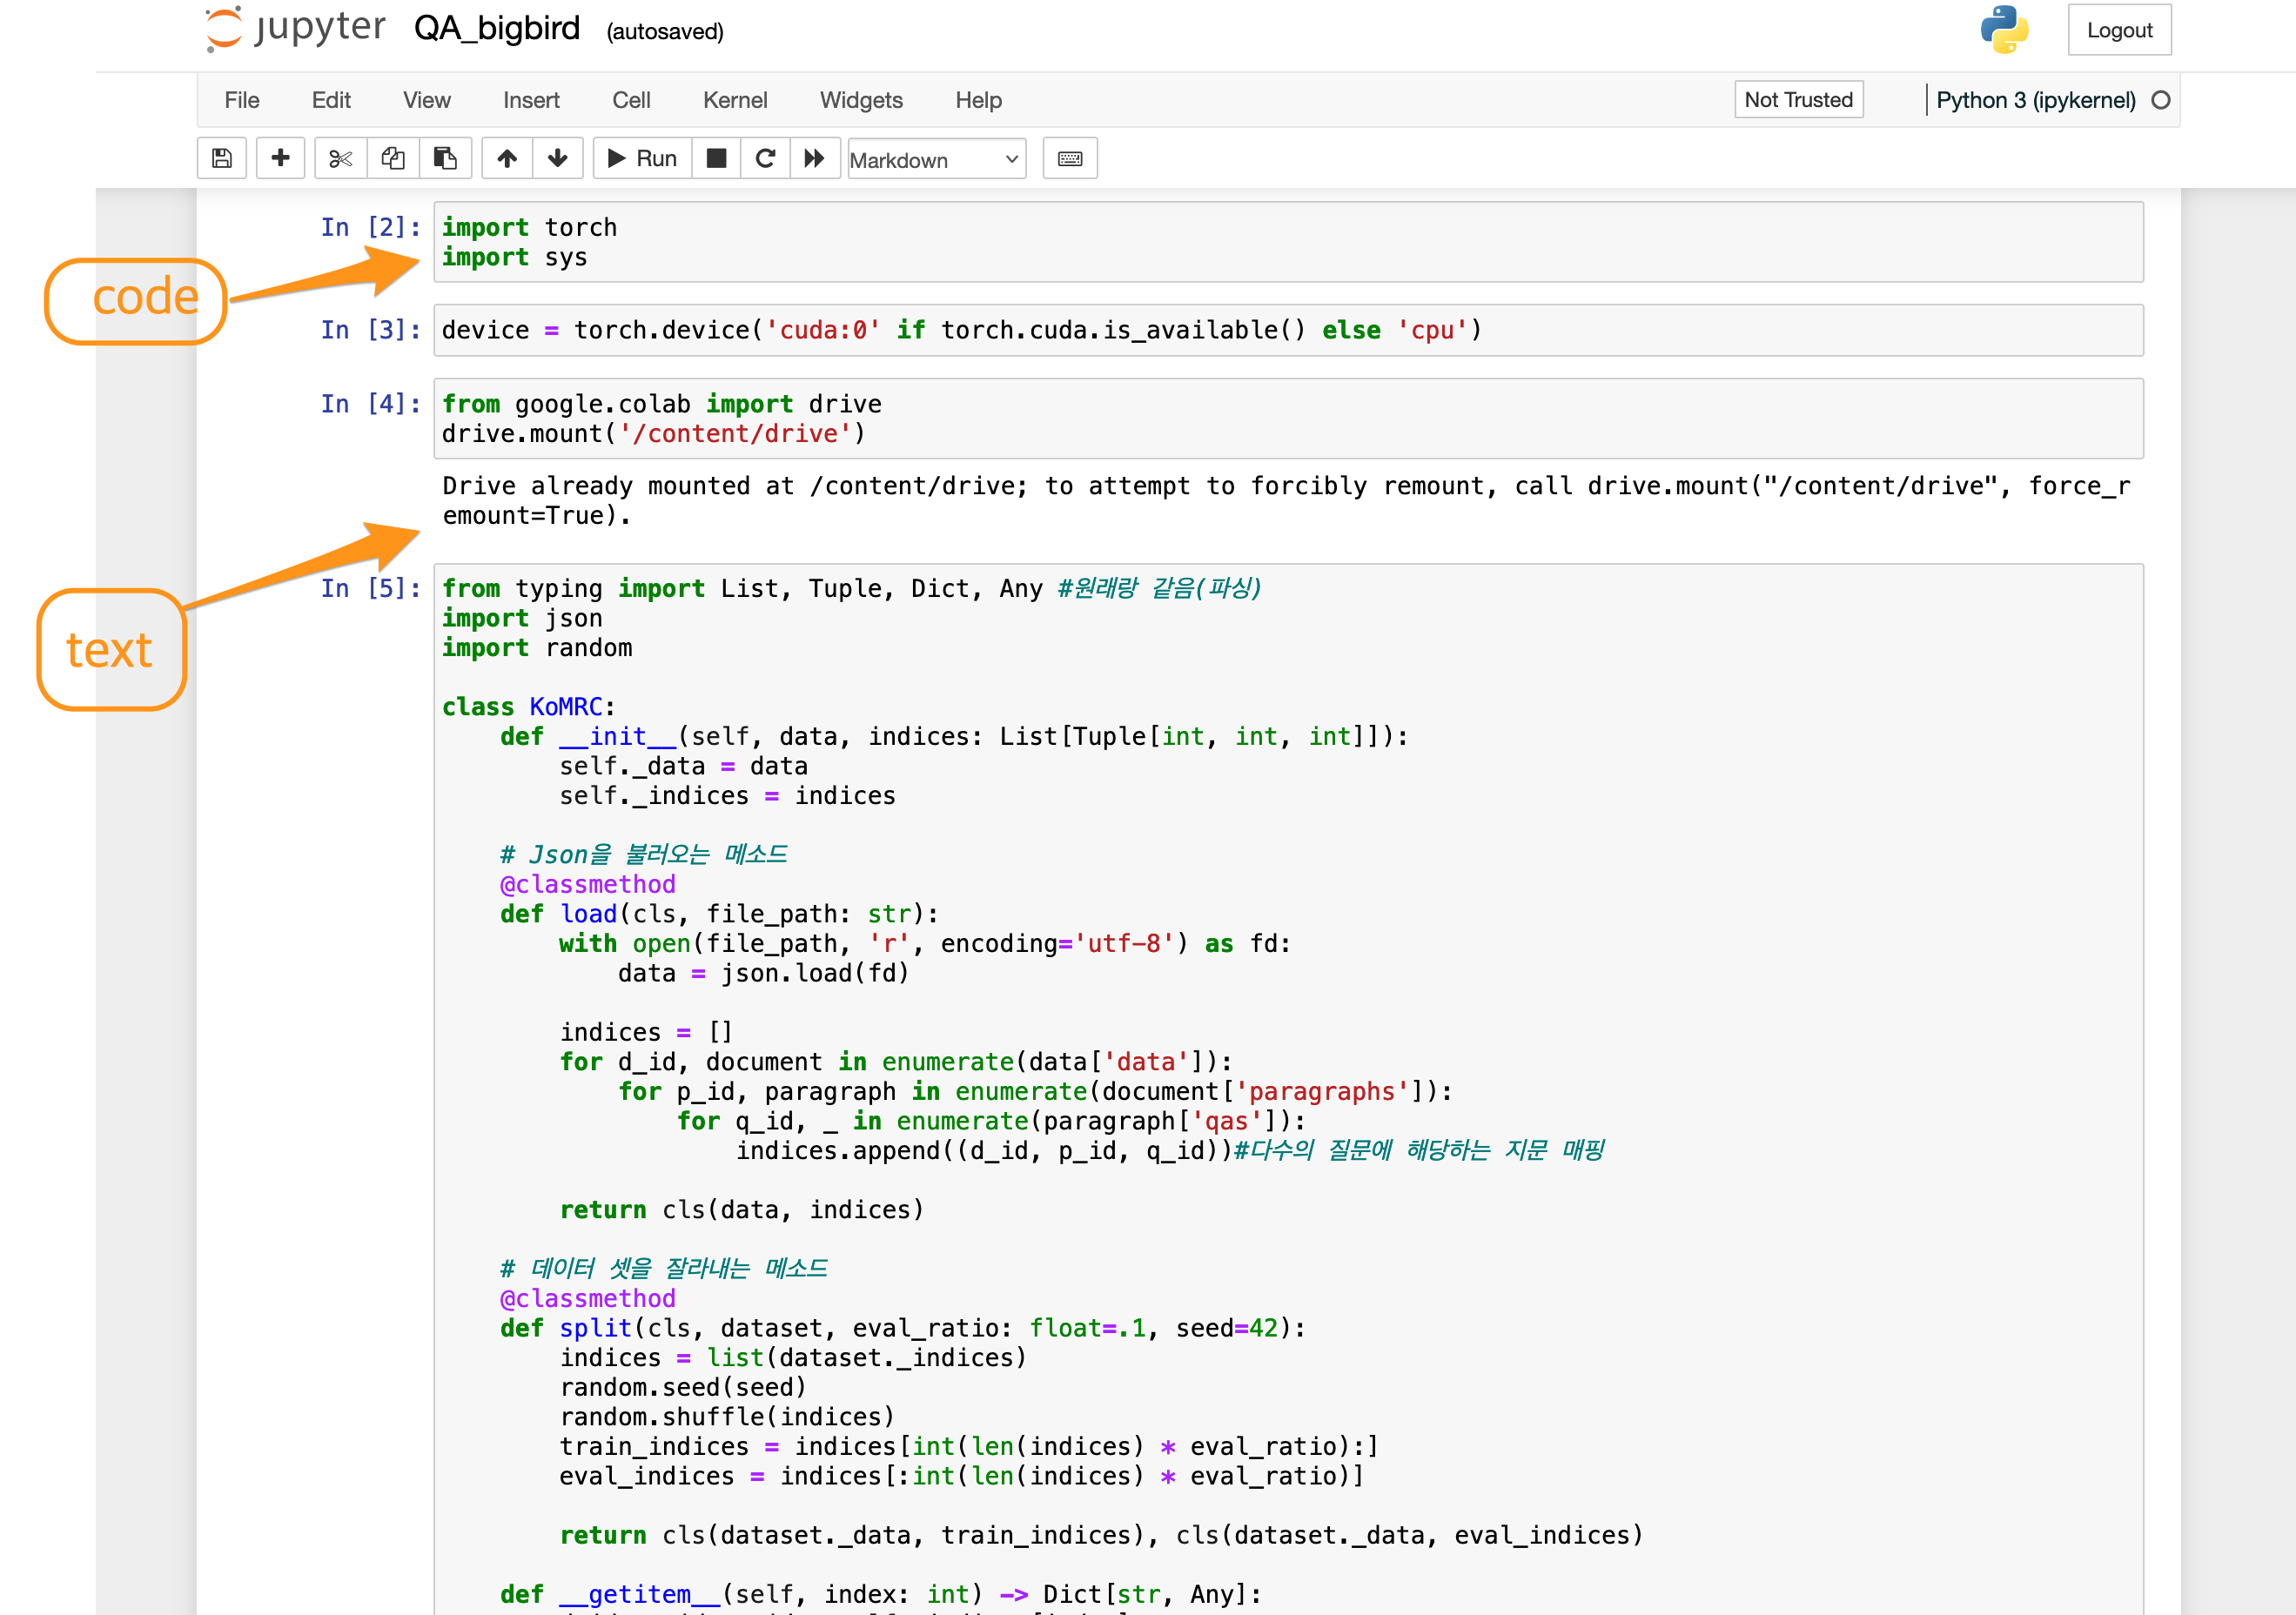 jupyter QA_bigbird (autosaved) Logout
File Edit View Insert Cell Kernel Widgets Help Not Trusted Python 3 (ipykernel)
Run Markdown
In [2]: import torch
import sys
code
In [3]: device = torch.device('cuda:0' if torch.cuda.is_available() else 'cpu')
In [4]: from google.colab import drive
drive.mount('/content/drive')
Drive already mounted at /content/drive; to attempt to forcibly remount, call drive.mount("/content/drive", force_r
emount=True).
text
In [5]: from typing import List, Tuple, Dict, Any #원래랑 같음(파싱)
import json
import random
class KoMRC:
    def __init__(self, data, indices: List[Tuple[int, int, int]]):
        self._data = data
        self._indices = indices
    # Json을 불러오는 메소드
    @classmethod
    def load(cls, file_path: str):
        with open(file_path, 'r', encoding='utf-8') as fd:
            data = json.load(fd)
        indices = []
        for d_id, document in enumerate(data['data']):
            for p_id, paragraph in enumerate(document['paragraphs']):
                for q_id, _ in enumerate(paragraph['qas']):
                    indices.append((d_id, p_id, q_id))#다수의 질문에 해당하는 지문 매핑
        return cls(data, indices)
    # 데이터 셋을 잘라내는 메소드
    @classmethod
    def split(cls, dataset, eval_ratio: float=.1, seed=42):
        indices = list(dataset._indices)
        random.seed(seed)
        random.shuffle(indices)
        train_indices = indices[int(len(indices) * eval_ratio):]
        eval_indices = indices[:int(len(indices) * eval_ratio)]
        return cls(dataset._data, train_indices), cls(dataset._data, eval_indices)
    def __getitem__(self, index: int) -> Dict[str, Any]: